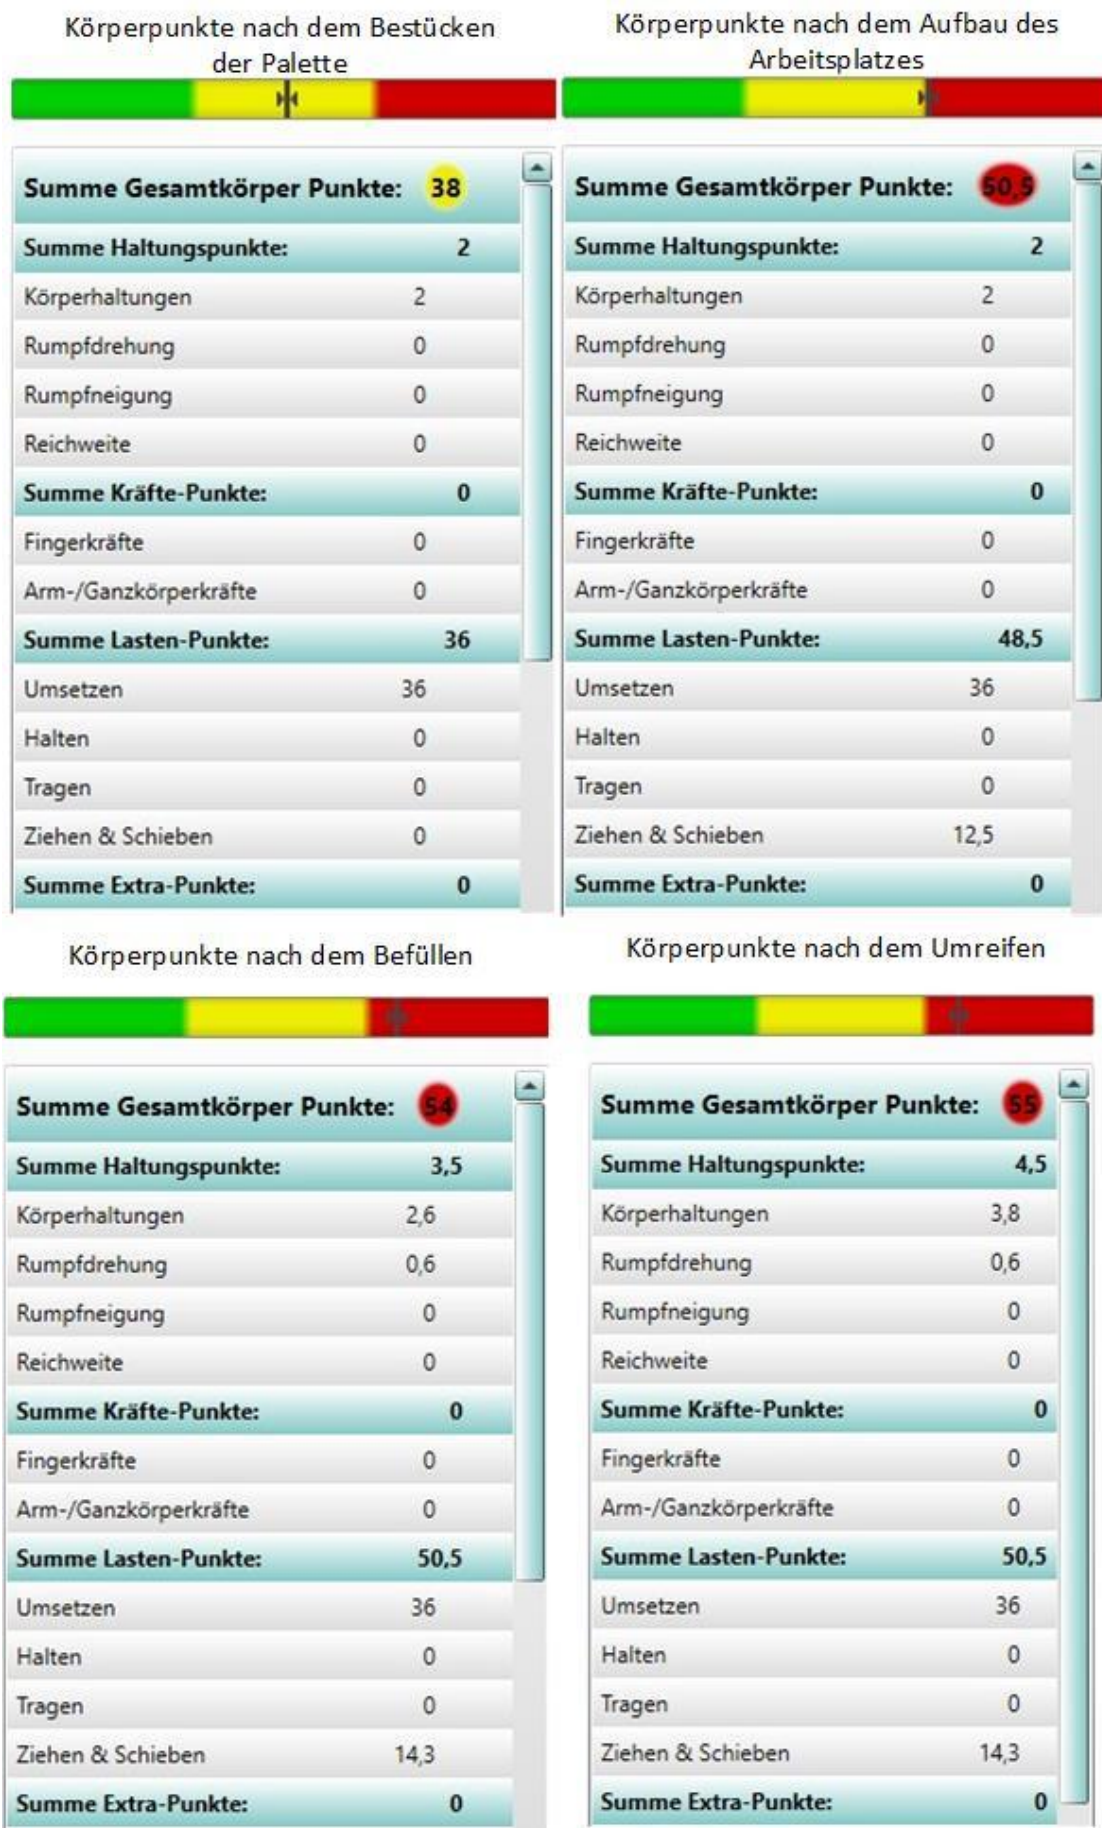 Körperpunkte nach dem Bestücken
der Palette
Summe Gesamtkörper Punkte: 38
Summe Haltungspunkte: 2
Körperhaltungen 2
Rumpfdrehung 0
Rumpfneigung 0
Reichweite 0
Summe Kräfte-Punkte: 0
Fingerkräfte 0
Arm-/Ganzkörperkräfte 0
Summe Lasten-Punkte: 36
Umsetzen 36
Halten 0
Tragen 0
Ziehen & Schieben 0
Summe Extra-Punkte: 0
Körperpunkte nach dem Aufbau des
Arbeitsplatzes
Summe Gesamtkörper Punkte: 50,5
Summe Haltungspunkte: 2
Körperhaltungen 2
Rumpfdrehung 0
Rumpfneigung 0
Reichweite 0
Summe Kräfte-Punkte: 0
Fingerkräfte 0
Arm-/Ganzkörperkräfte 0
Summe Lasten-Punkte: 48,5
Umsetzen 36
Halten 0
Tragen 0
Ziehen & Schieben 12,5
Summe Extra-Punkte: 0
Körperpunkte nach dem Befüllen
Summe Gesamtkörper Punkte: 54
Summe Haltungspunkte: 3,5
Körperhaltungen 2,6
Rumpfdrehung 0,6
Rumpfneigung 0
Reichweite 0
Summe Kräfte-Punkte: 0
Fingerkräfte 0
Arm-/Ganzkörperkräfte 0
Summe Lasten-Punkte: 50,5
Umsetzen 36
Halten 0
Tragen 0
Ziehen & Schieben 14,3
Summe Extra-Punkte: 0
Körperpunkte nach dem Umreifen
Summe Gesamtkörper Punkte: 55
Summe Haltungspunkte: 4,5
Körperhaltungen 3,8
Rumpfdrehung 0,6
Rumpfneigung 0
Reichweite 0
Summe Kräfte-Punkte: 0
Fingerkräfte 0
Arm-/Ganzkörperkräfte 0
Summe Lasten-Punkte: 50,5
Umsetzen 36
Halten 0
Tragen 0
Ziehen & Schieben 14,3
Summe Extra-Punkte: 0